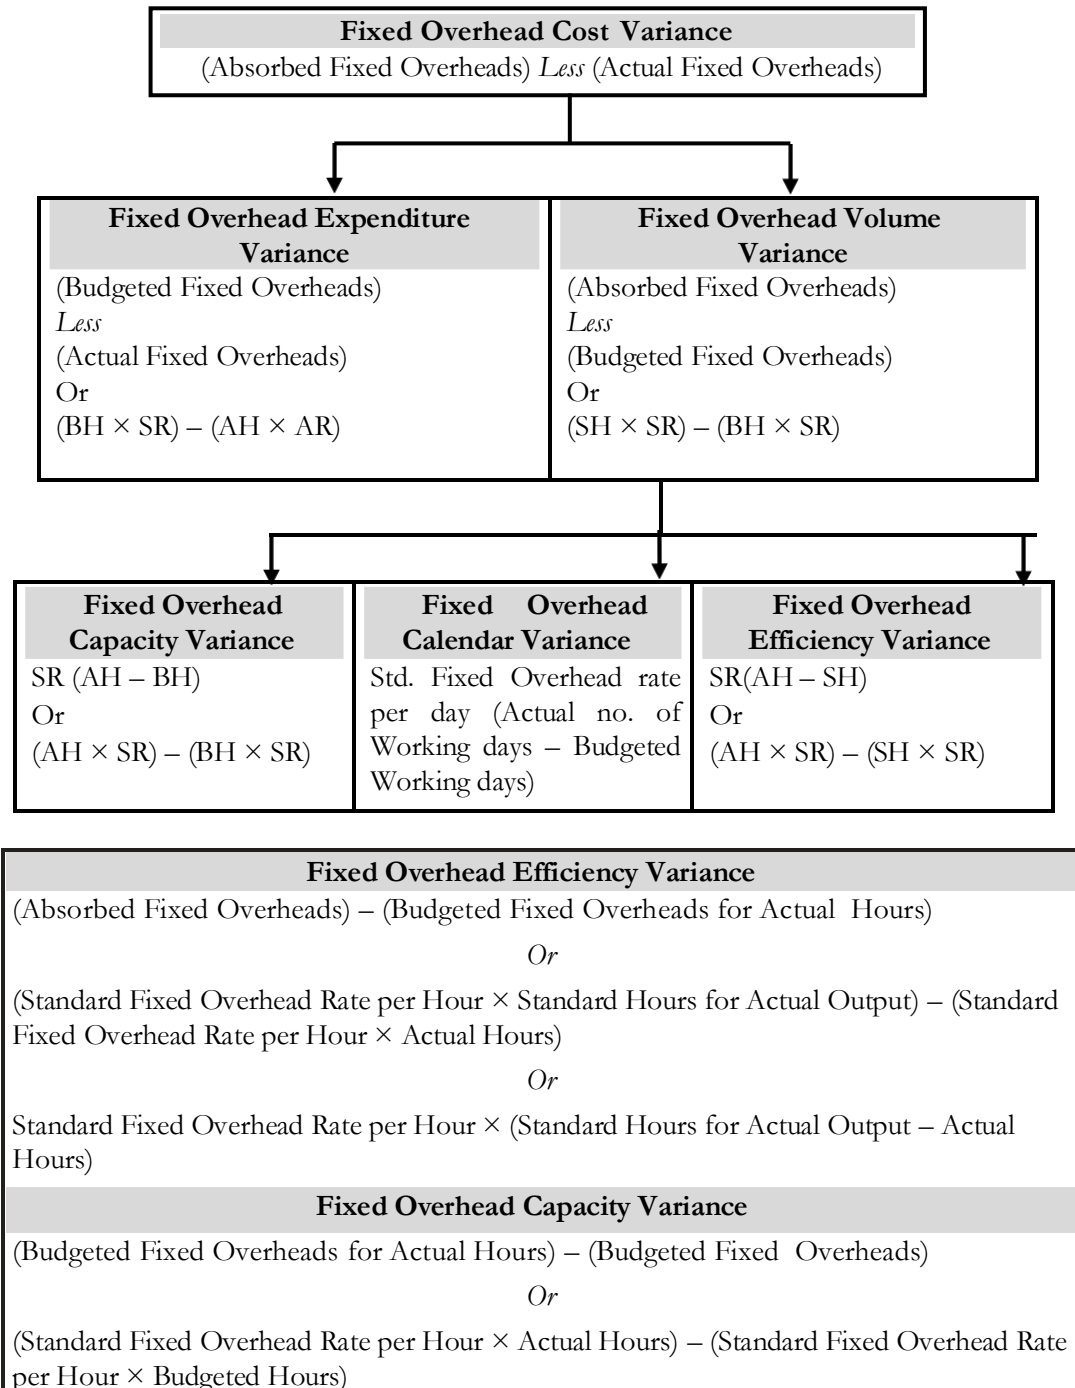 Fixed Overhead Cost Variance
(Absorbed Fixed Overheads) Less (Actual Fixed Overheads)
Fixed Overhead Expenditure
Variance
(Budgeted Fixed Overheads)
Less
(Actual Fixed Overheads)
Or
(BH × SR) – (AH × AR)
Fixed Overhead Volume
Variance
(Absorbed Fixed Overheads)
Less
(Budgeted Fixed Overheads)
Or
(SH × SR) – (BH × SR)
Fixed Overhead
Capacity Variance
SR (AH – BH)
Or
(AH × SR) – (BH × SR)
Fixed Overhead
Calendar Variance
Std. Fixed Overhead rate
per day (Actual no. of
Working days – Budgeted
Working days)
Fixed Overhead
Efficiency Variance
SR(AH – SH)
Or
(AH × SR) – (SH × SR)
Fixed Overhead Efficiency Variance
(Absorbed Fixed Overheads) – (Budgeted Fixed Overheads for Actual Hours)
Or
(Standard Fixed Overhead Rate per Hour × Standard Hours for Actual Output) – (Standard
Fixed Overhead Rate per Hour × Actual Hours)
Or
Standard Fixed Overhead Rate per Hour × (Standard Hours for Actual Output – Actual
Hours)
Fixed Overhead Capacity Variance
(Budgeted Fixed Overheads for Actual Hours) – (Budgeted Fixed Overheads)
Or
(Standard Fixed Overhead Rate per Hour × Actual Hours) – (Standard Fixed Overhead Rate
per Hour × Budgeted Hours)